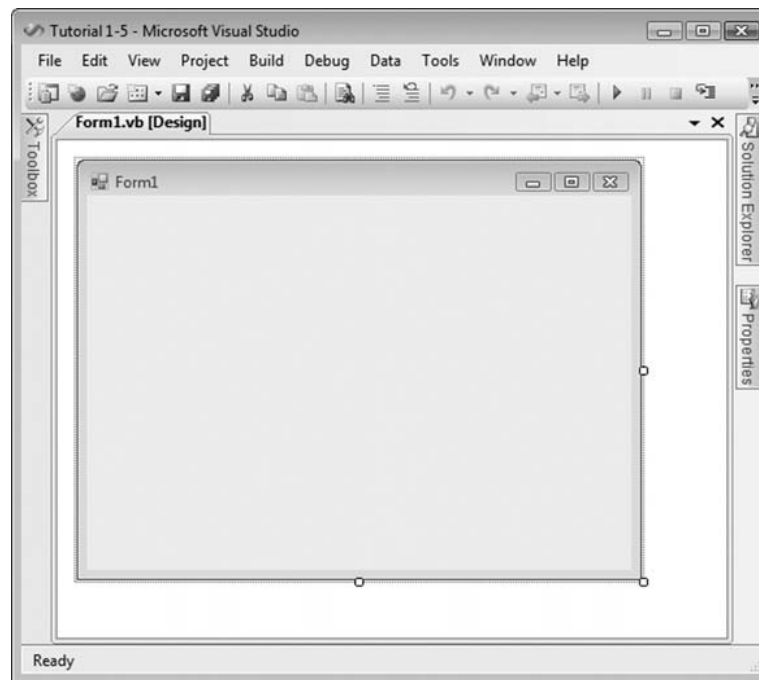 Tutorial 1-5 - Microsoft Visual Studio
File Edit View Project Build Debug Data Tools Window Help
Form1.vb [Design]
Toolbox
Form1
Solution Explorer
Properties
Ready